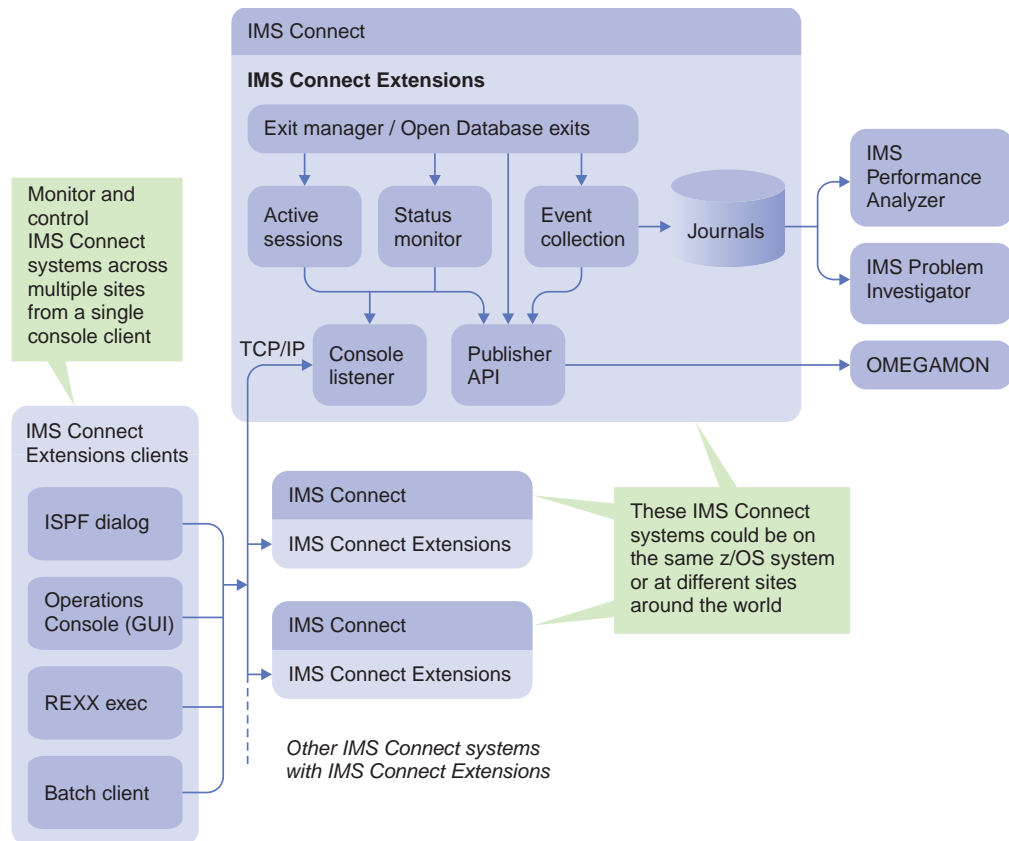 IMS Connect
IMS Connect Extensions
Exit manager / Open Database exits
Active
sessions
Status
monitor
Event
collection
Journals
IMS
Performance
Analyzer
IMS Problem
Investigator
OMEGAMON
TCP/IP
Console
listener
Publisher
API
Monitor and
control
IMS Connect
systems across
multiple sites
from a single
console client
IMS Connect
Extensions clients
ISPF dialog
Operations
Console (GUI)
REXX exec
Batch client
IMS Connect
IMS Connect Extensions
IMS Connect
IMS Connect Extensions
Other IMS Connect systems
with IMS Connect Extensions
These IMS Connect
systems could be on
the same z/OS system
or at different sites
around the world